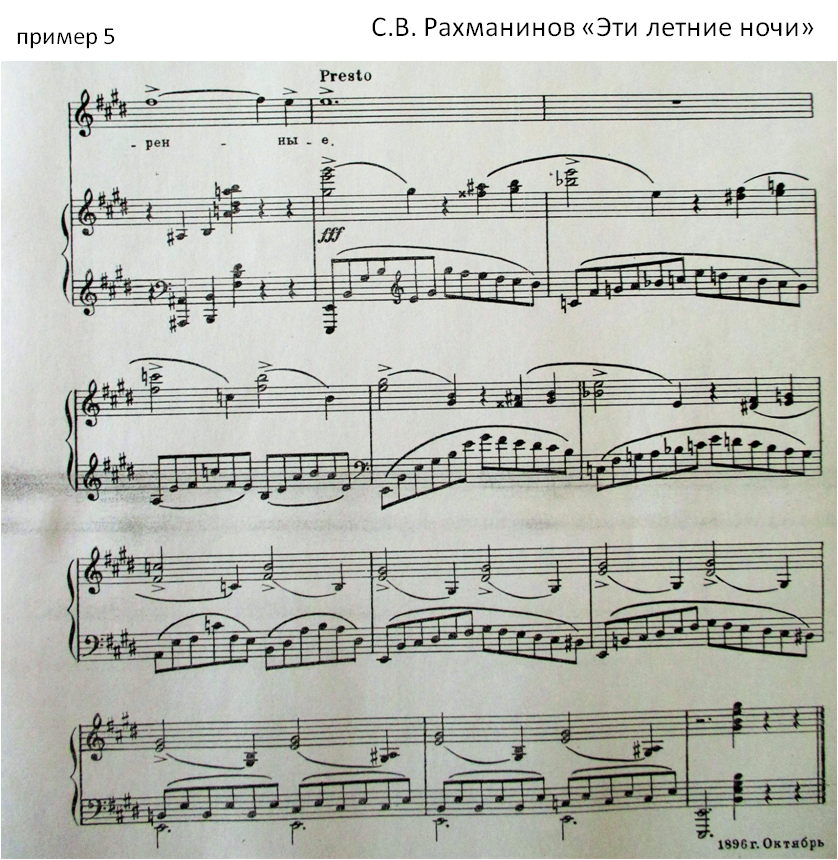 пример 5
С.В. Рахманинов «Эти летние ночи»
Presto
- рен - ны - е.
fff
1896 г. Октябрь